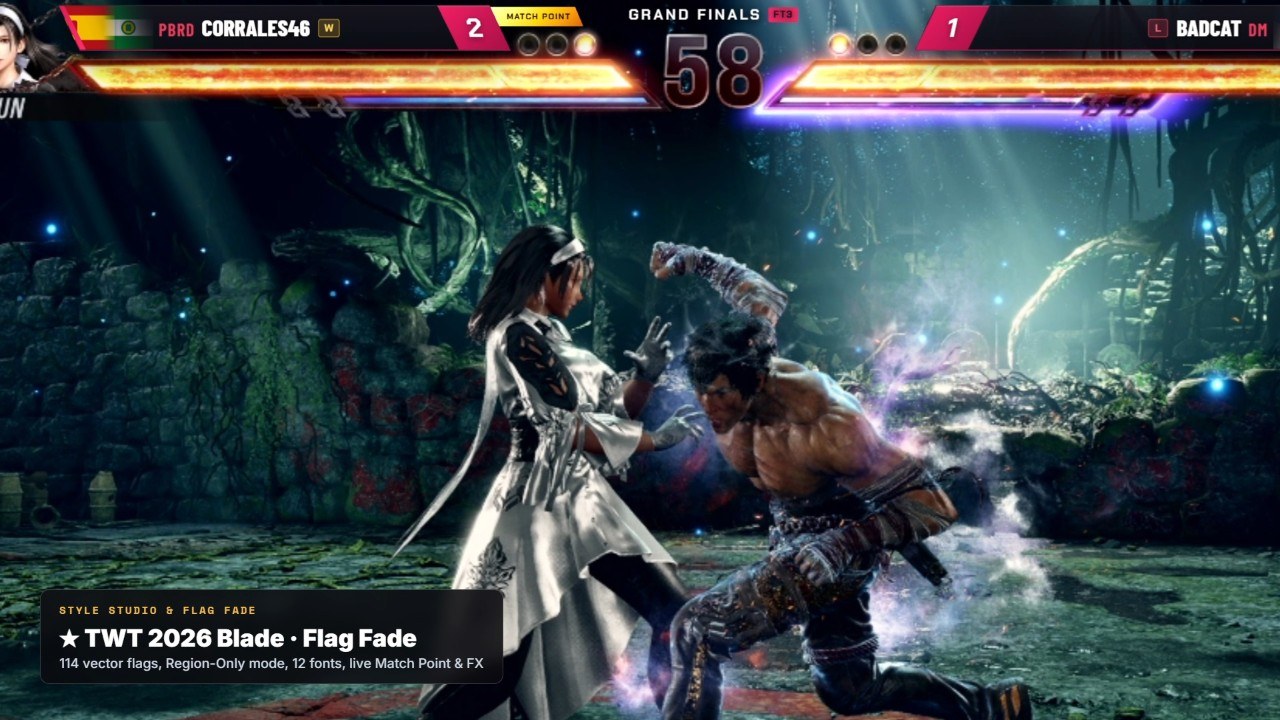 PBRD CORRALES46 W
2
MATCH POINT
GRAND FINALS FT3
1
L BADCAT DM
58
UN
STYLE STUDIO & FLAG FADE
★ TWT 2026 Blade · Flag Fade
114 vector flags, Region-Only mode, 12 fonts, live Match Point & FX